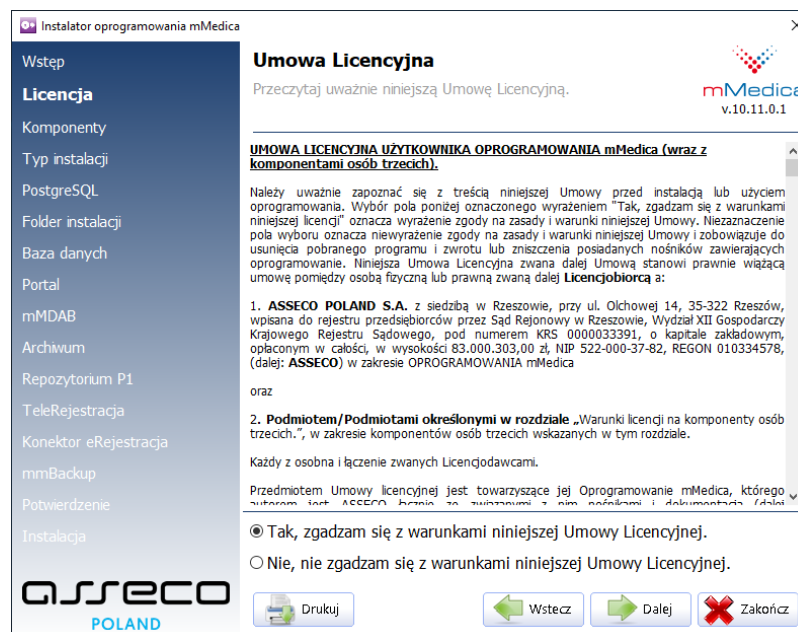 Instalator oprogramowania mMedica
Wstęp
Licencja
Komponenty
Typ instalacji
PostgreSQL
Folder instalacji
Baza danych
Portal
mMDAB
Archiwum
Repozytorium P1
TeleRejestracja
Konektor eRejestracja
mmBackup
Potwierdzenie
Instalacja
asseco
POLAND
Umowa Licencyjna
Przeczytaj uważnie niniejszą Umowę Licencyjną.
mMedica
v.10.11.0.1
UMOWA LICENCYJNA UŻYTKOWNIKA OPROGRAMOWANIA mMedica (wraz z
komponentami osób trzecich).
Należy uważnie zapoznać się z treścią niniejszej Umowy przed instalacją lub użyciem
oprogramowania. Wybór pola poniżej oznaczonego wyrażeniem "Tak, zgadzam się z warunkami
niniejszej licencji" oznacza wyrażenie zgody na zasady i warunki niniejszej Umowy. Niezaznaczenie
pola wyboru oznacza niewyrażenie zgody na zasady i warunki niniejszej Umowy i zobowiązuje do
usunięcia pobranego programu i zwrotu lub zniszczenia posiadanych nośników zawierających
oprogramowanie. Niniejsza Umowa Licencyjna zwana dalej Umową stanowi prawnie wiążącą
umowę pomiędzy osobą fizyczną lub prawną zwaną dalej Licencjobiorcą a:
1. ASSECO POLAND S.A. z siedzibą w Rzeszowie, przy ul. Olchowej 14, 35-322 Rzeszów,
wpisana do rejestru przedsiębiorców przez Sąd Rejonowy w Rzeszowie, Wydział XII Gospodarczy
Krajowego Rejestru Sądowego, pod numerem KRS 0000033391, o kapitale zakładowym,
opłaconym w całości, w wysokości 83.000.303,00 zł, NIP 522-000-37-82, REGON 010334578,
(dalej: ASSECO) w zakresie OPROGRAMOWANIA mMedica
oraz
2. Podmiotem/Podmiotami określonymi w rozdziale „Warunki licencji na komponenty osób
trzecich.”, w zakresie komponentów osób trzecich wskazanych w tym rozdziale.
Każdy z osobna i łączenie zwanych Licencjodawcami.
Przedmiotem Umowy licencyjnej jest towarzyszące jej Oprogramowanie mMedica, którego
autorem jest ASSECO łącznie ze związanymi z nim nośnikami i dokumentacją (dalej
Tak, zgadzam się z warunkami niniejszej Umowy Licencyjnej.
Nie, nie zgadzam się z warunkami niniejszej Umowy Licencyjnej.
Drukuj
Wstecz
Dalej
Zakończ